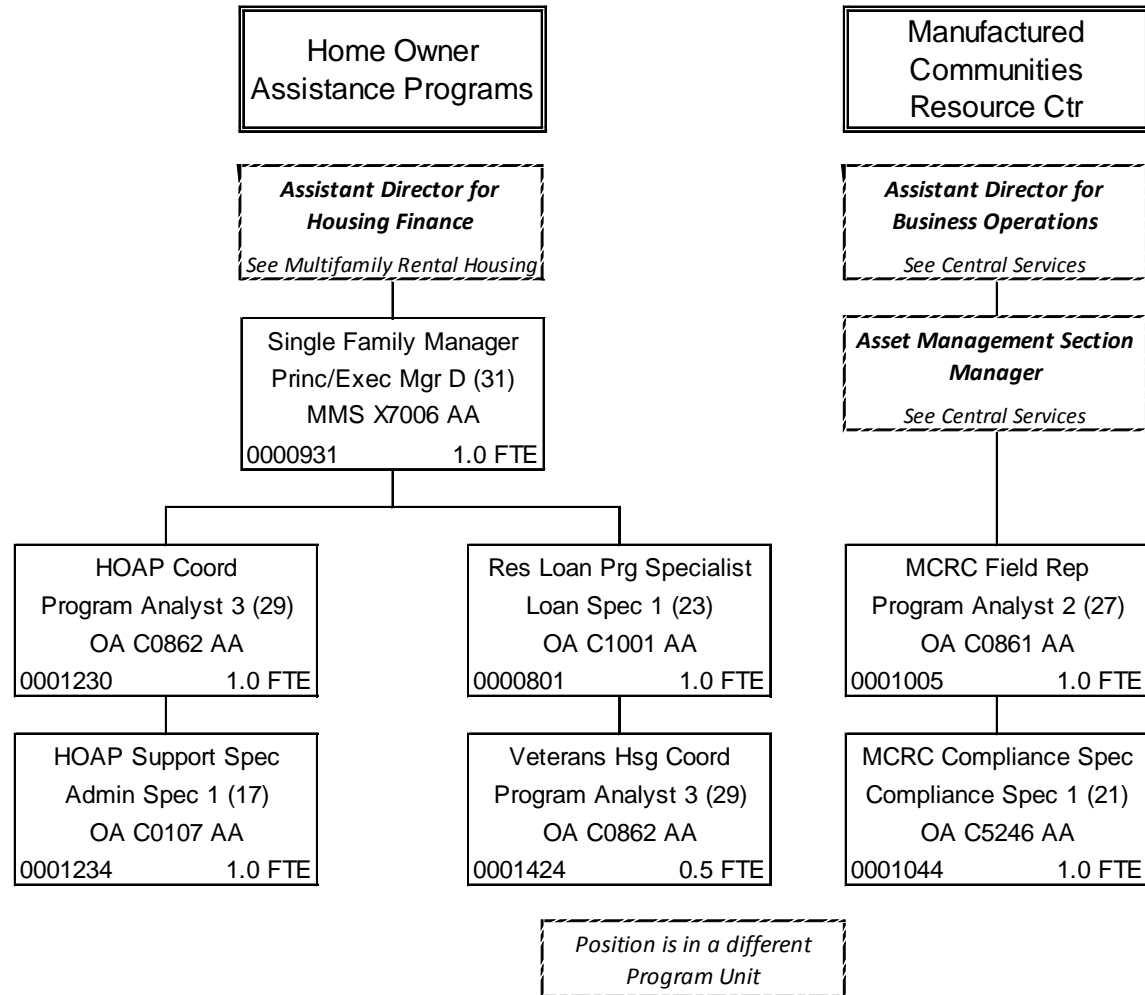 Home Owner
Assistance Programs
Manufactured
Communities
Resource Ctr
Assistant Director for
Housing Finance
See Multifamily Rental Housing
Assistant Director for
Business Operations
See Central Services
Single Family Manager
Princ/Exec Mgr D (31)
MMS X7006 AA
0000931 1.0 FTE
Asset Management Section
Manager
See Central Services
HOAP Coord
Program Analyst 3 (29)
OA C0862 AA
0001230 1.0 FTE
Res Loan Prg Specialist
Loan Spec 1 (23)
OA C1001 AA
0000801 1.0 FTE
MCRC Field Rep
Program Analyst 2 (27)
OA C0861 AA
0001005 1.0 FTE
HOAP Support Spec
Admin Spec 1 (17)
OA C0107 AA
0001234 1.0 FTE
Veterans Hsg Coord
Program Analyst 3 (29)
OA C0862 AA
0001424 0.5 FTE
MCRC Compliance Spec
Compliance Spec 1 (21)
OA C5246 AA
0001044 1.0 FTE
Position is in a different
Program Unit